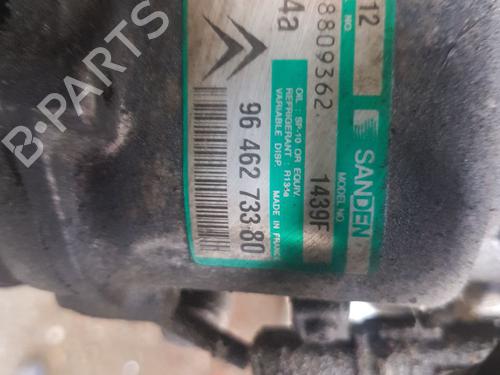 12
L NO.
SANDEN
MODEL NO
1439F
8809362
4a
OIL : SP-10 OR EQUIV.
REFRIGERANT : R134a
VARIABLE DISP.
MADE IN FRANCE
96 462 733 80
B-PARTS